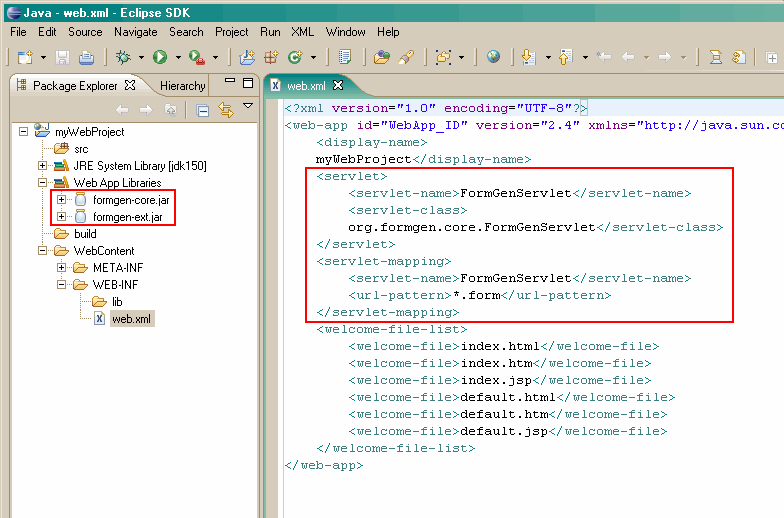 Java - web.xml - Eclipse SDK
File Edit Source Navigate Search Project Run XML Window Help
Package Explorer Hierarchy
myWebProject
src
JRE System Library [jdk150]
Web App Libraries
formgen-core.jar
formgen-ext.jar
build
WebContent
META-INF
WEB-INF
lib
web.xml
web.xml
<?xml version="1.0" encoding="UTF-8"?>
<web-app id="WebApp_ID" version="2.4" xmlns="http://java.sun.co
<display-name>
myWebProject</display-name>
<servlet>
<servlet-name>FormGenServlet</servlet-name>
<servlet-class>
org.formgen.core.FormGenServlet</servlet-class>
</servlet>
<servlet-mapping>
<servlet-name>FormGenServlet</servlet-name>
<url-pattern>*.form</url-pattern>
</servlet-mapping>
<welcome-file-list>
<welcome-file>index.html</welcome-file>
<welcome-file>index.htm</welcome-file>
<welcome-file>index.jsp</welcome-file>
<welcome-file>default.html</welcome-file>
<welcome-file>default.htm</welcome-file>
<welcome-file>default.jsp</welcome-file>
</welcome-file-list>
</web-app>